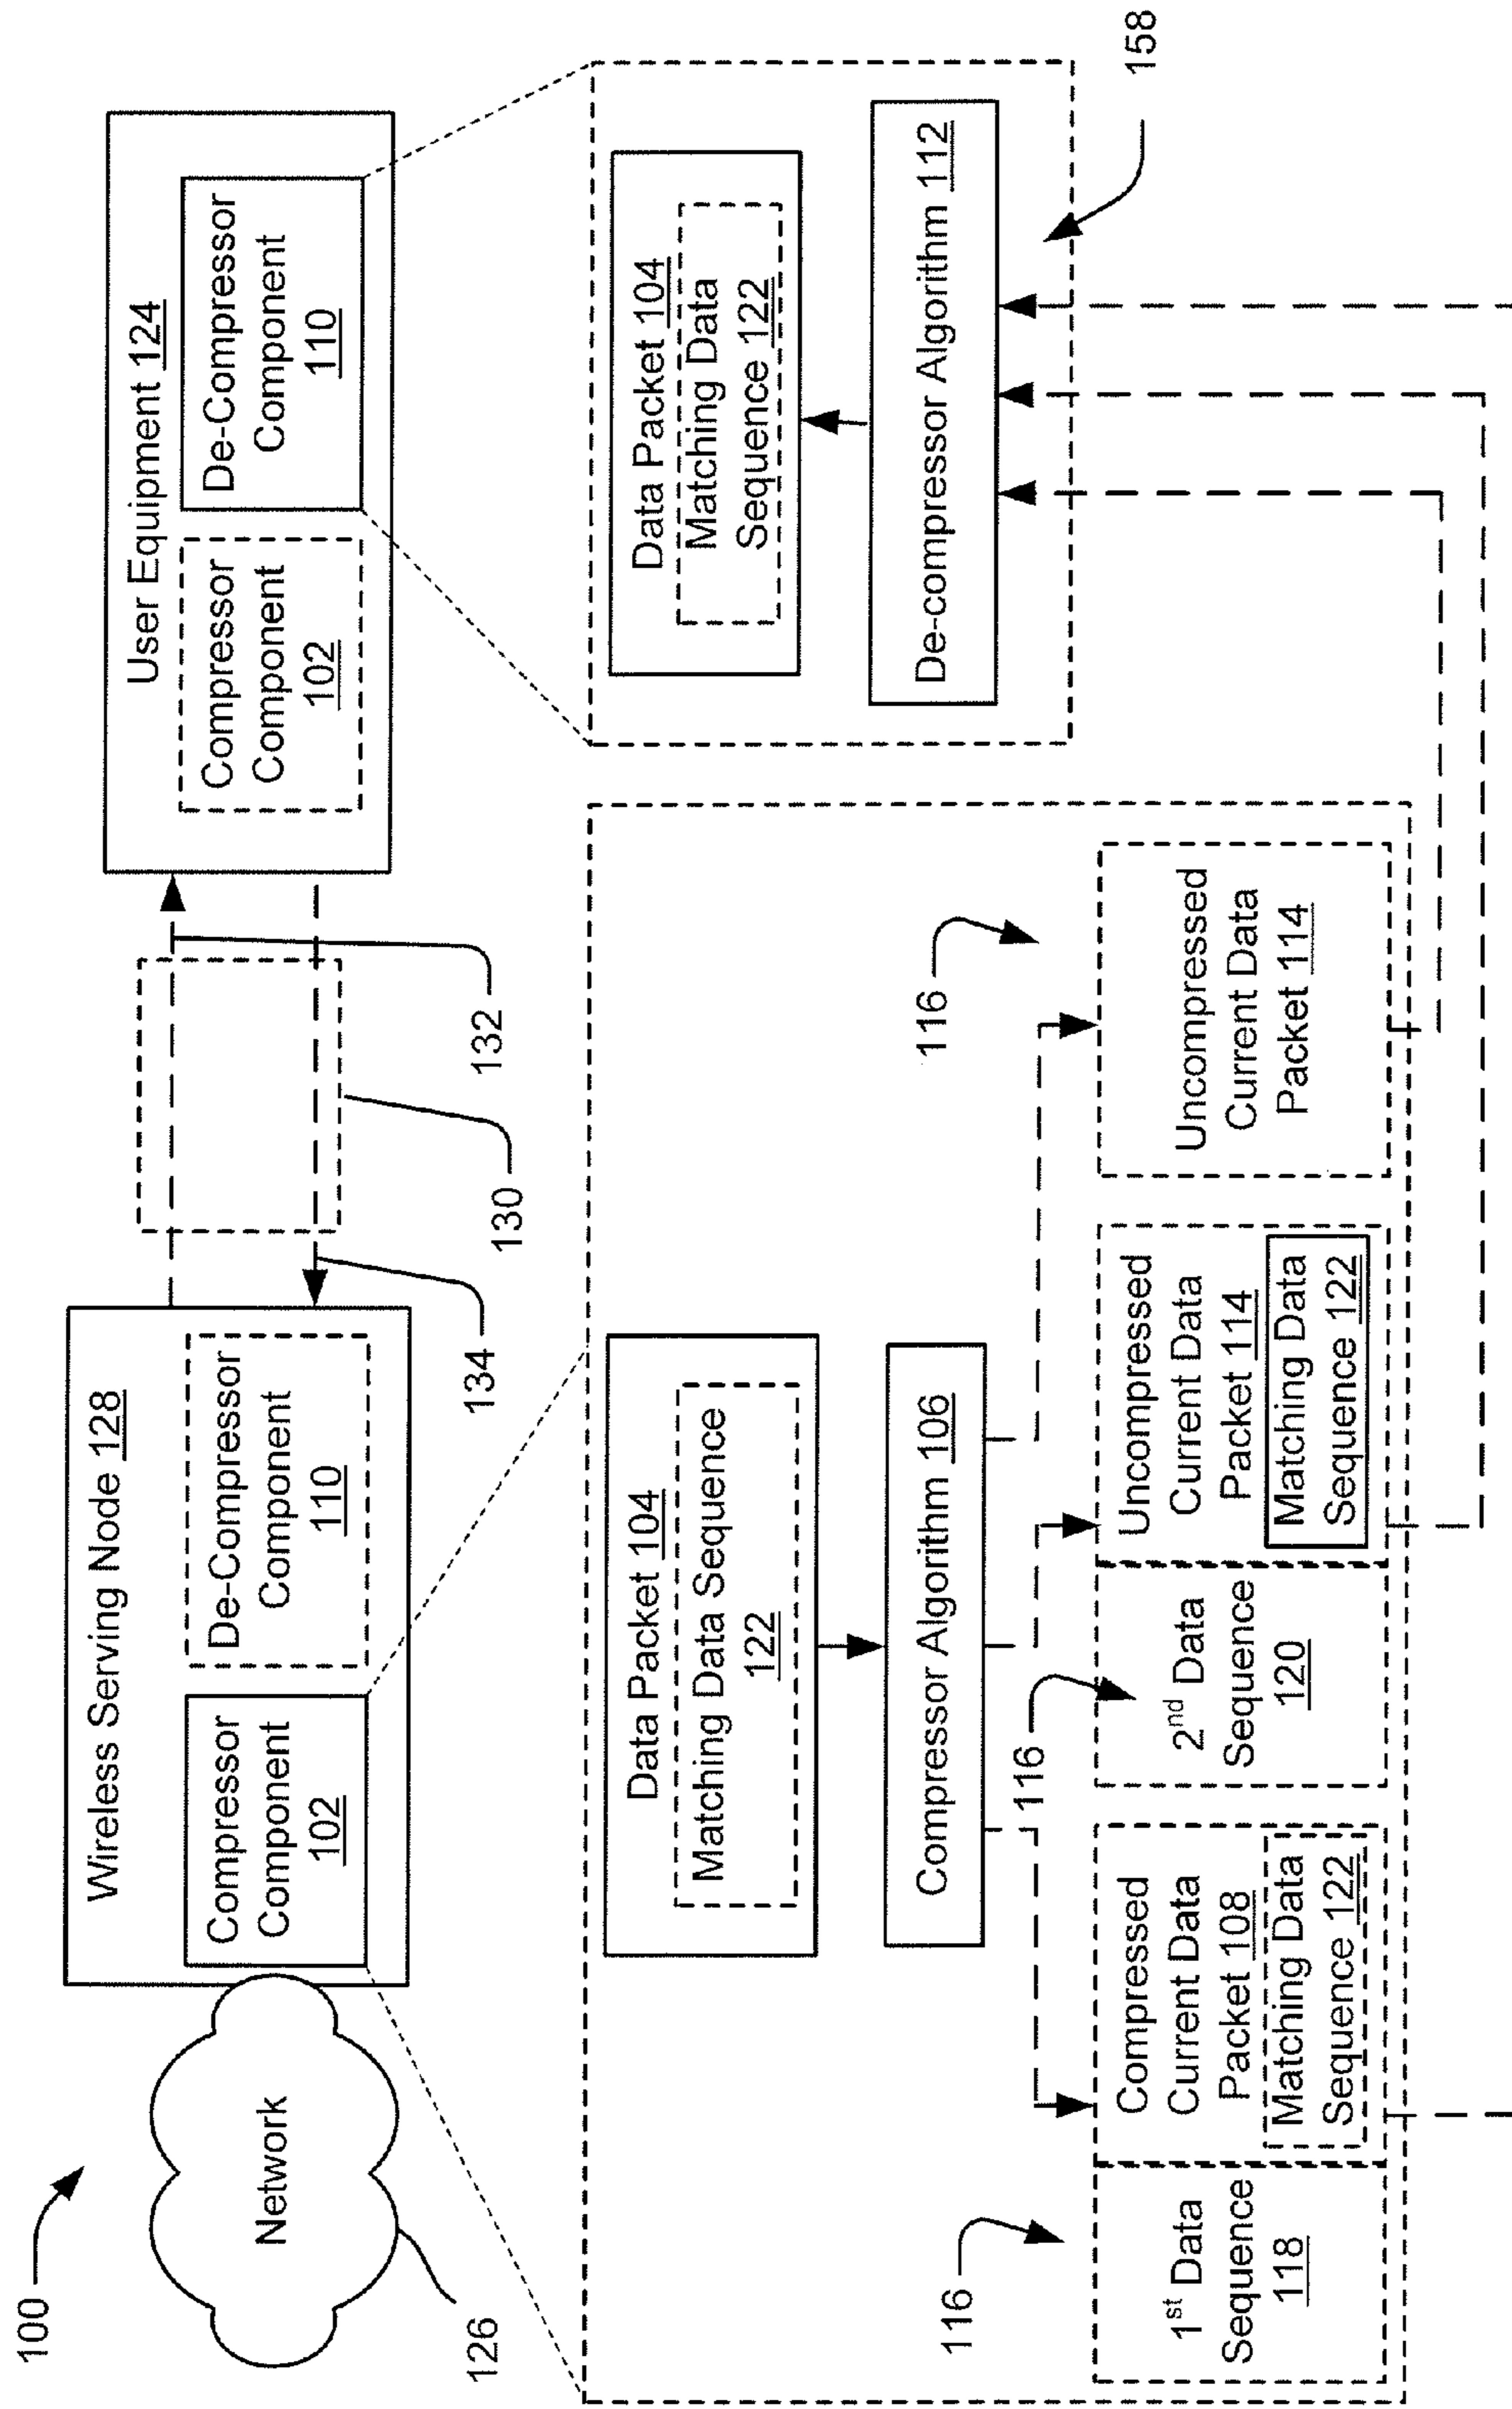 100
Network
126
Wireless Serving Node 128
Compressor
Component
102
De-Compressor
Component
110
134
130
132
User Equipment 124
Compressor
Component
102
De-Compressor
Component
110
Data Packet 104
Matching Data Sequence
122
Compressor Algorithm 106
116
1st Data
Sequence
118
Compressed
Current Data
Packet 108
Matching Data
Sequence 122
116
2nd Data
Sequence
120
Uncompressed
Current Data
Packet 114
Matching Data
Sequence 122
116
Uncompressed
Current Data
Packet 114
Data Packet 104
Matching Data
Sequence 122
De-compressor Algorithm 112
158